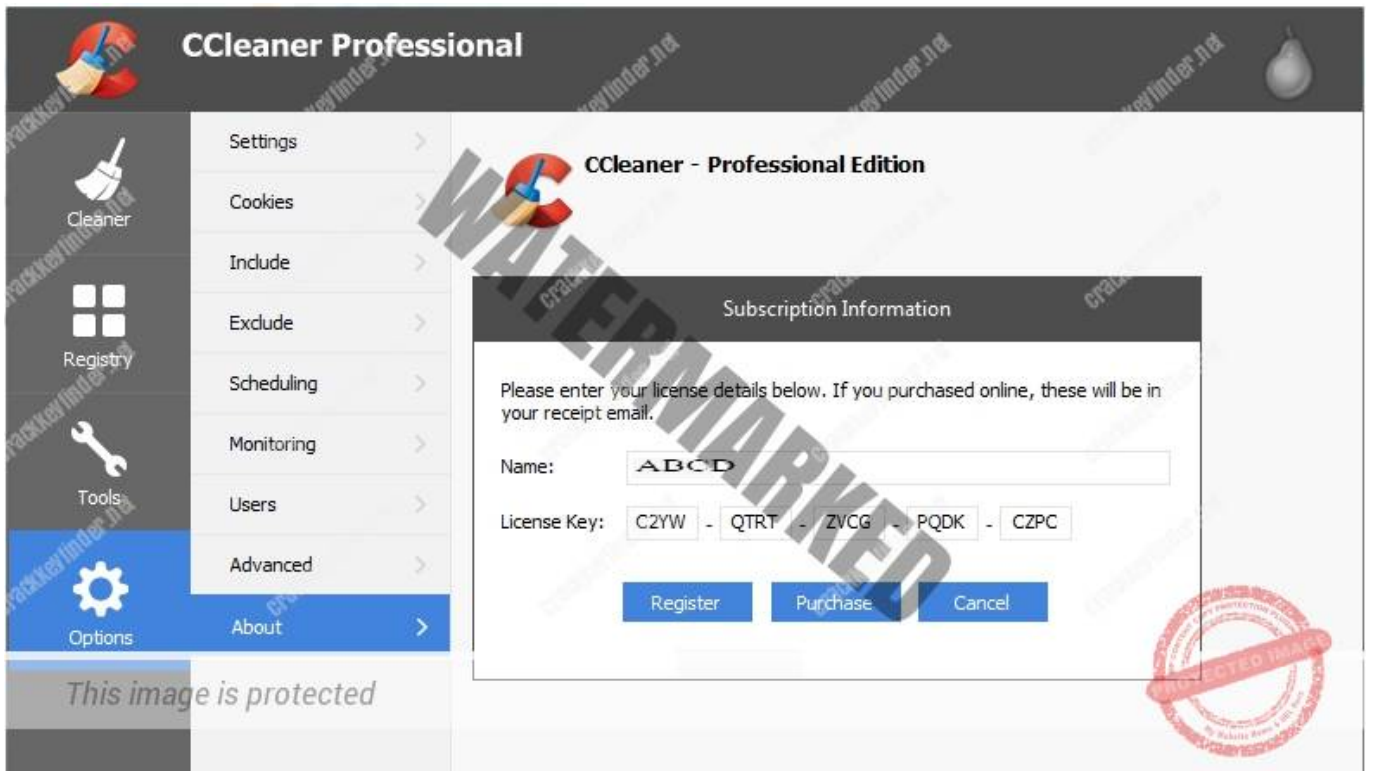 CCleaner Professional
Cleaner
Registry
Tools
Options
Settings
Cookies
Include
Exclude
Scheduling
Monitoring
Users
Advanced
About
CCleaner - Professional Edition
Subscription Information
Please enter your license details below. If you purchased online, these will be in
your receipt email.
Name: ABCD
License Key: C2YW - QTRT - ZVCG - PQDK - CZPC
Register Purchase Cancel
WATERMARKED
This image is protected
PROTECTED IMAGE
crackkeyfinder.net